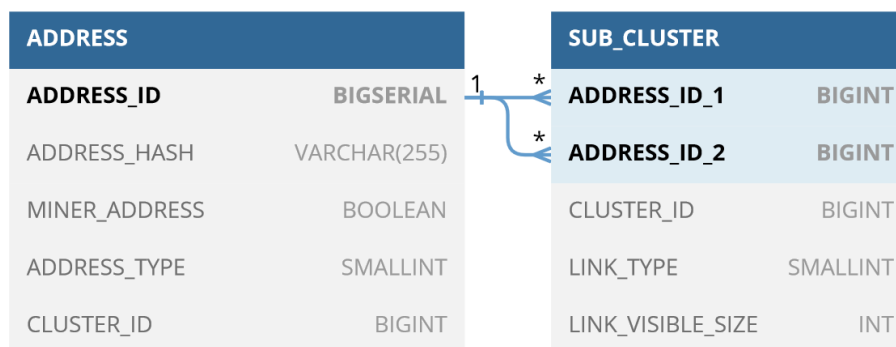 ADDRESS
ADDRESS_ID BIGSERIAL
ADDRESS_HASH VARCHAR(255)
MINER_ADDRESS BOOLEAN
ADDRESS_TYPE SMALLINT
CLUSTER_ID BIGINT
1 *
*
SUB_CLUSTER
ADDRESS_ID_1 BIGINT
ADDRESS_ID_2 BIGINT
CLUSTER_ID BIGINT
LINK_TYPE SMALLINT
LINK_VISIBLE_SIZE INT